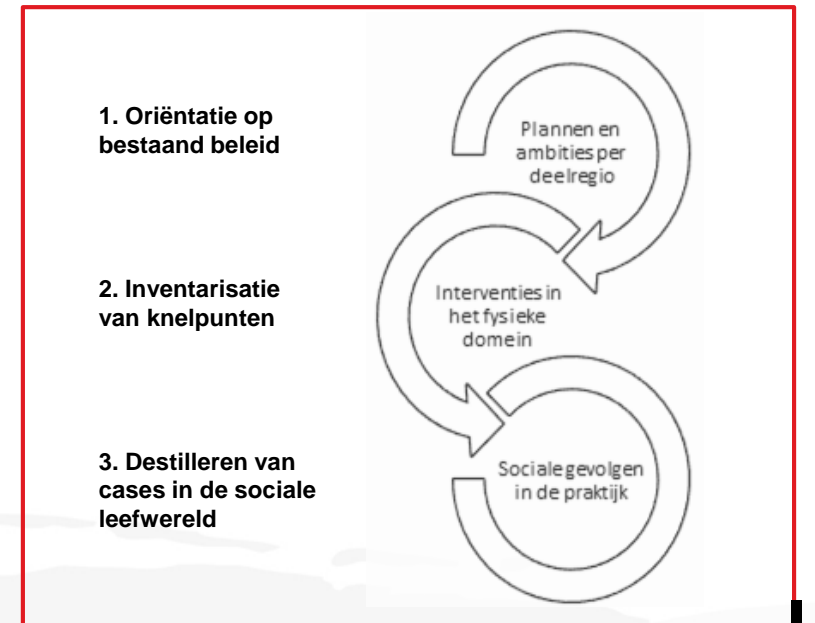 1. Oriëntatie op
bestaand beleid
Plannen en
ambities per
deelregio
2. Inventarisatie
van knelpunten
Interventies in
het fysieke
domein
3. Destilleren van
cases in de sociale
leefwereld
Sociale gevolgen
in de praktijk